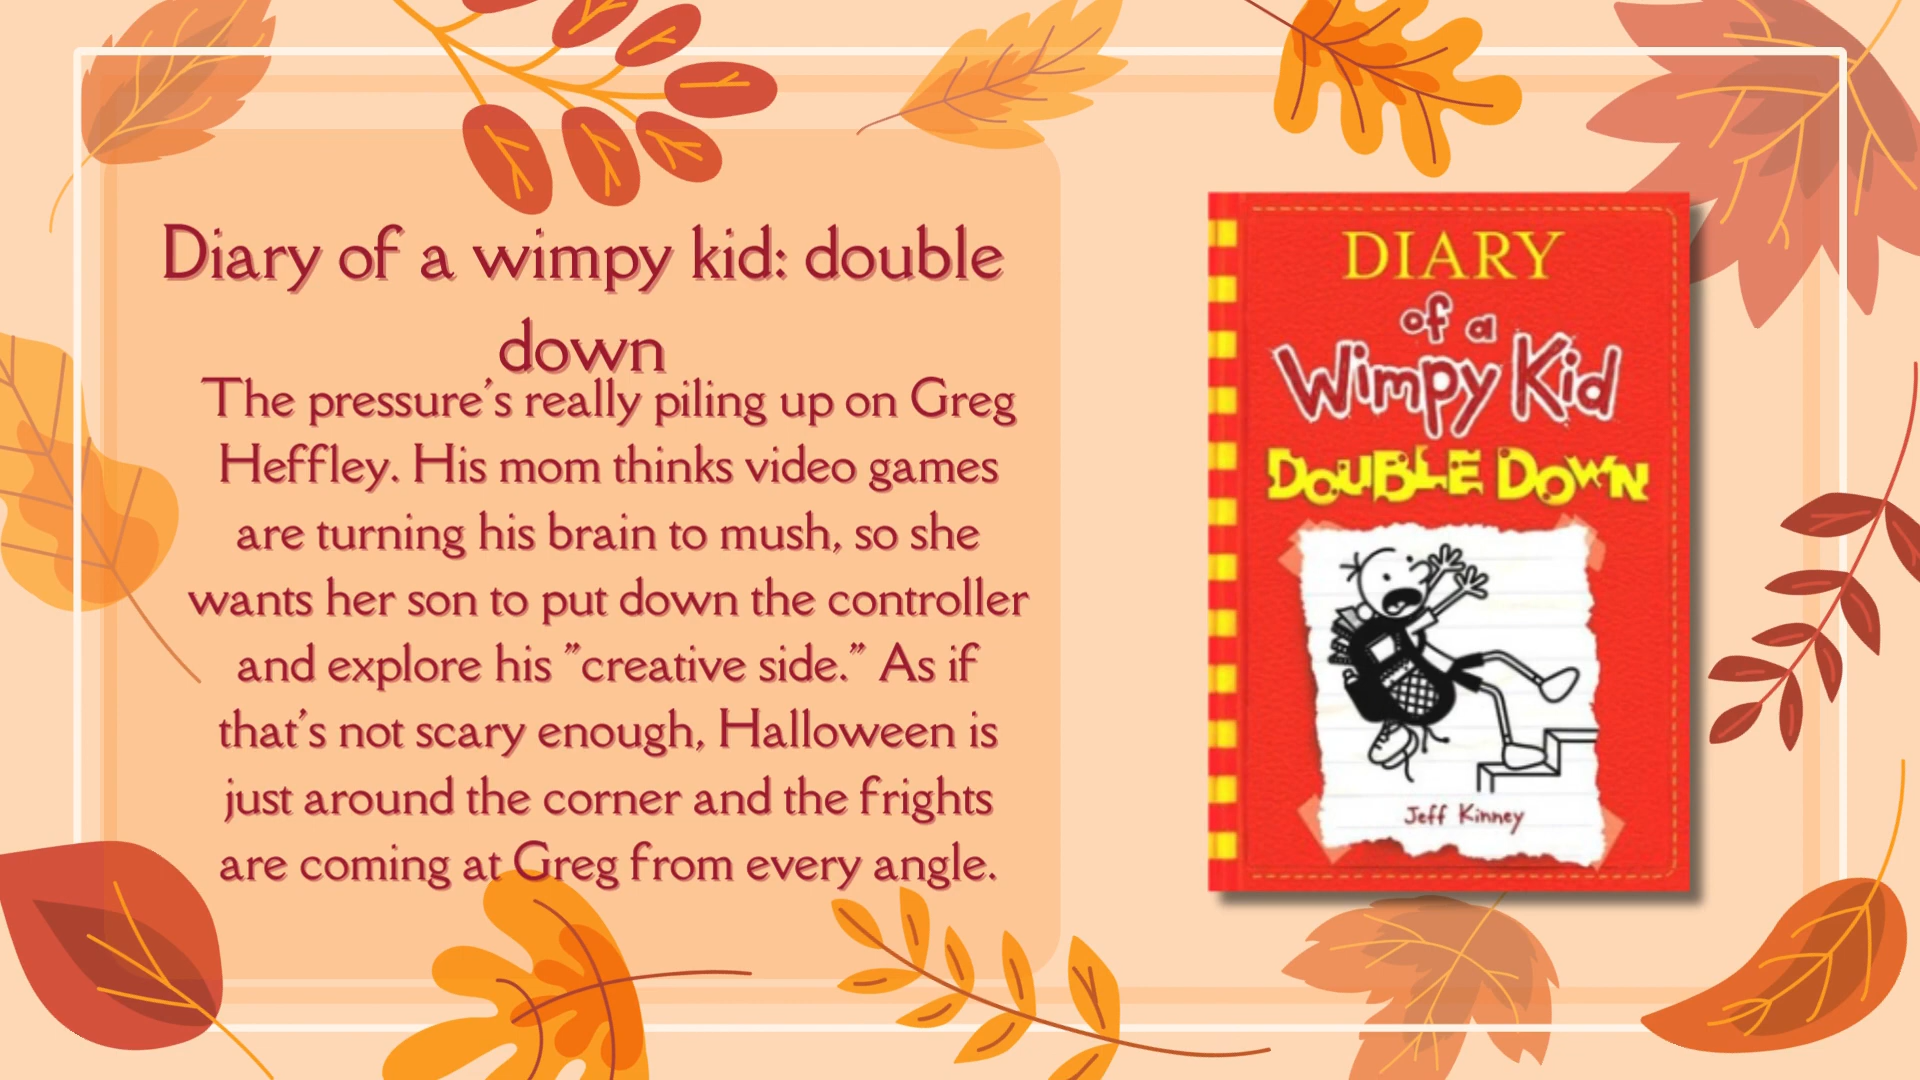 Diary of a wimpy kid: double
down
The pressure's really piling up on Greg
Heffley. His mom thinks video games
are turning his brain to mush, so she
wants her son to put down the controller
and explore his "creative side." As if
that's not scary enough, Halloween is
just around the corner and the frights
are coming at Greg from every angle.
DIARY
of a
Wimpy Kid
DOUBLE DOWN
Jeff Kinney